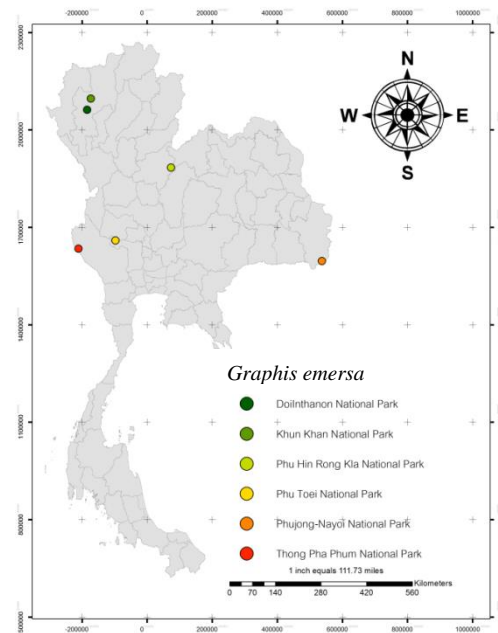 -200000 0 200000 400000 600000 800000 1000000
2300000
N
W E
S
2000000
1700000
1400000
Graphis emersa
DoiInthanon National Park
Khun Khan National Park
1100000
Phu Hin Rong Kla National Park
Phu Toei National Park
800000
Phujong-Nayoi National Park
Thong Pha Phum National Park
1 inch equals 111.73 miles
Kilometers
0 70 140 280 420 560
500000
-200000 0 200000 400000 600000 800000 1000000